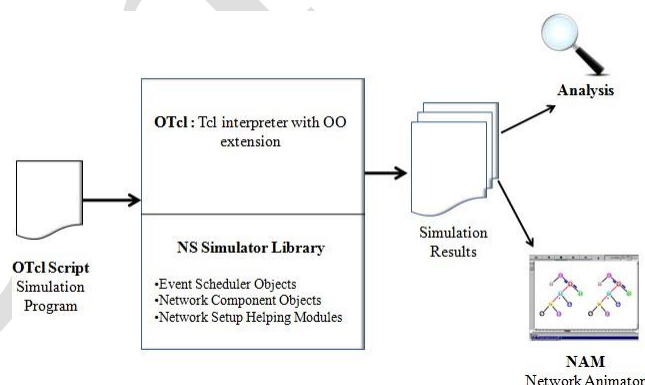 OTcl Script
Simulation
Program
OTcl : Tcl interpreter with OO
extension
NS Simulator Library
•Event Scheduler Objects
•Network Component Objects
•Network Setup Helping Modules
Simulation
Results
Analysis
NAM
Network Animator